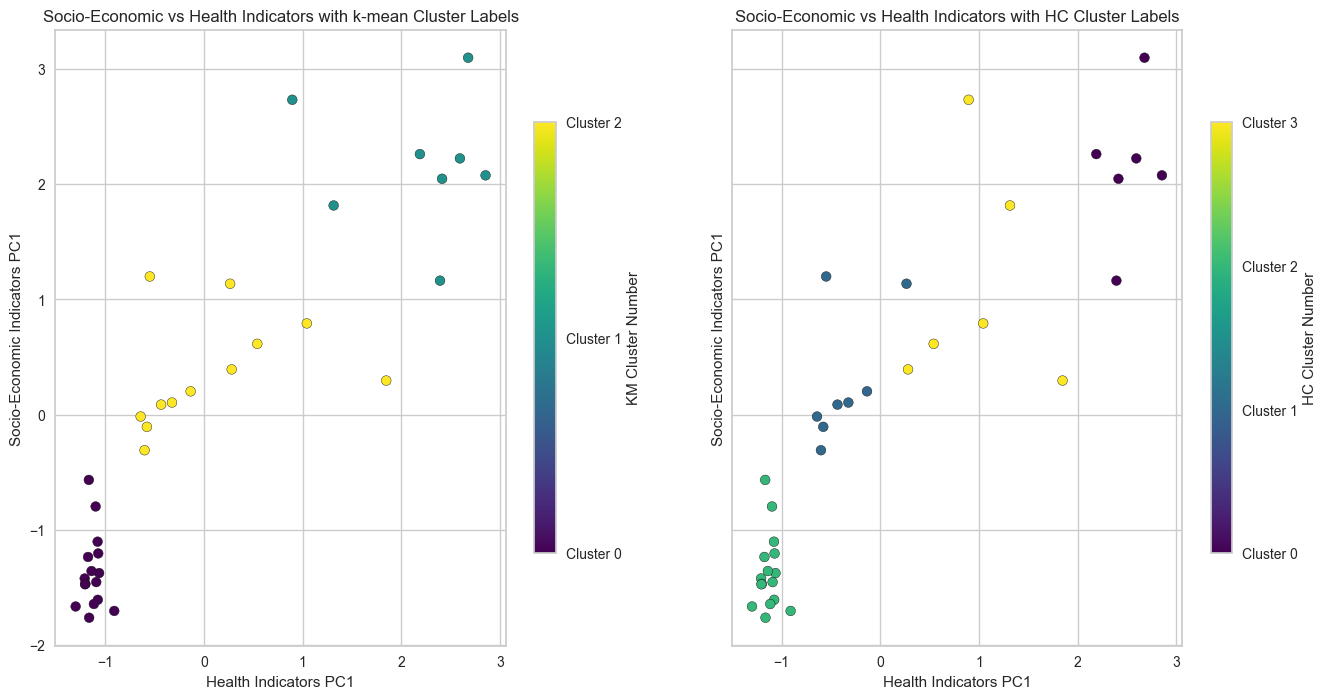 Socio-Economic vs Health Indicators with k-mean Cluster Labels
Socio-Economic Indicators PC1
3
2
1
0
−1
−2
−1
0
1
2
3
Health Indicators PC1
Cluster 2
Cluster 1
Cluster 0
KM Cluster Number
Socio-Economic vs Health Indicators with HC Cluster Labels
Socio-Economic Indicators PC1
−1
0
1
2
3
Health Indicators PC1
Cluster 3
Cluster 2
Cluster 1
Cluster 0
HC Cluster Number